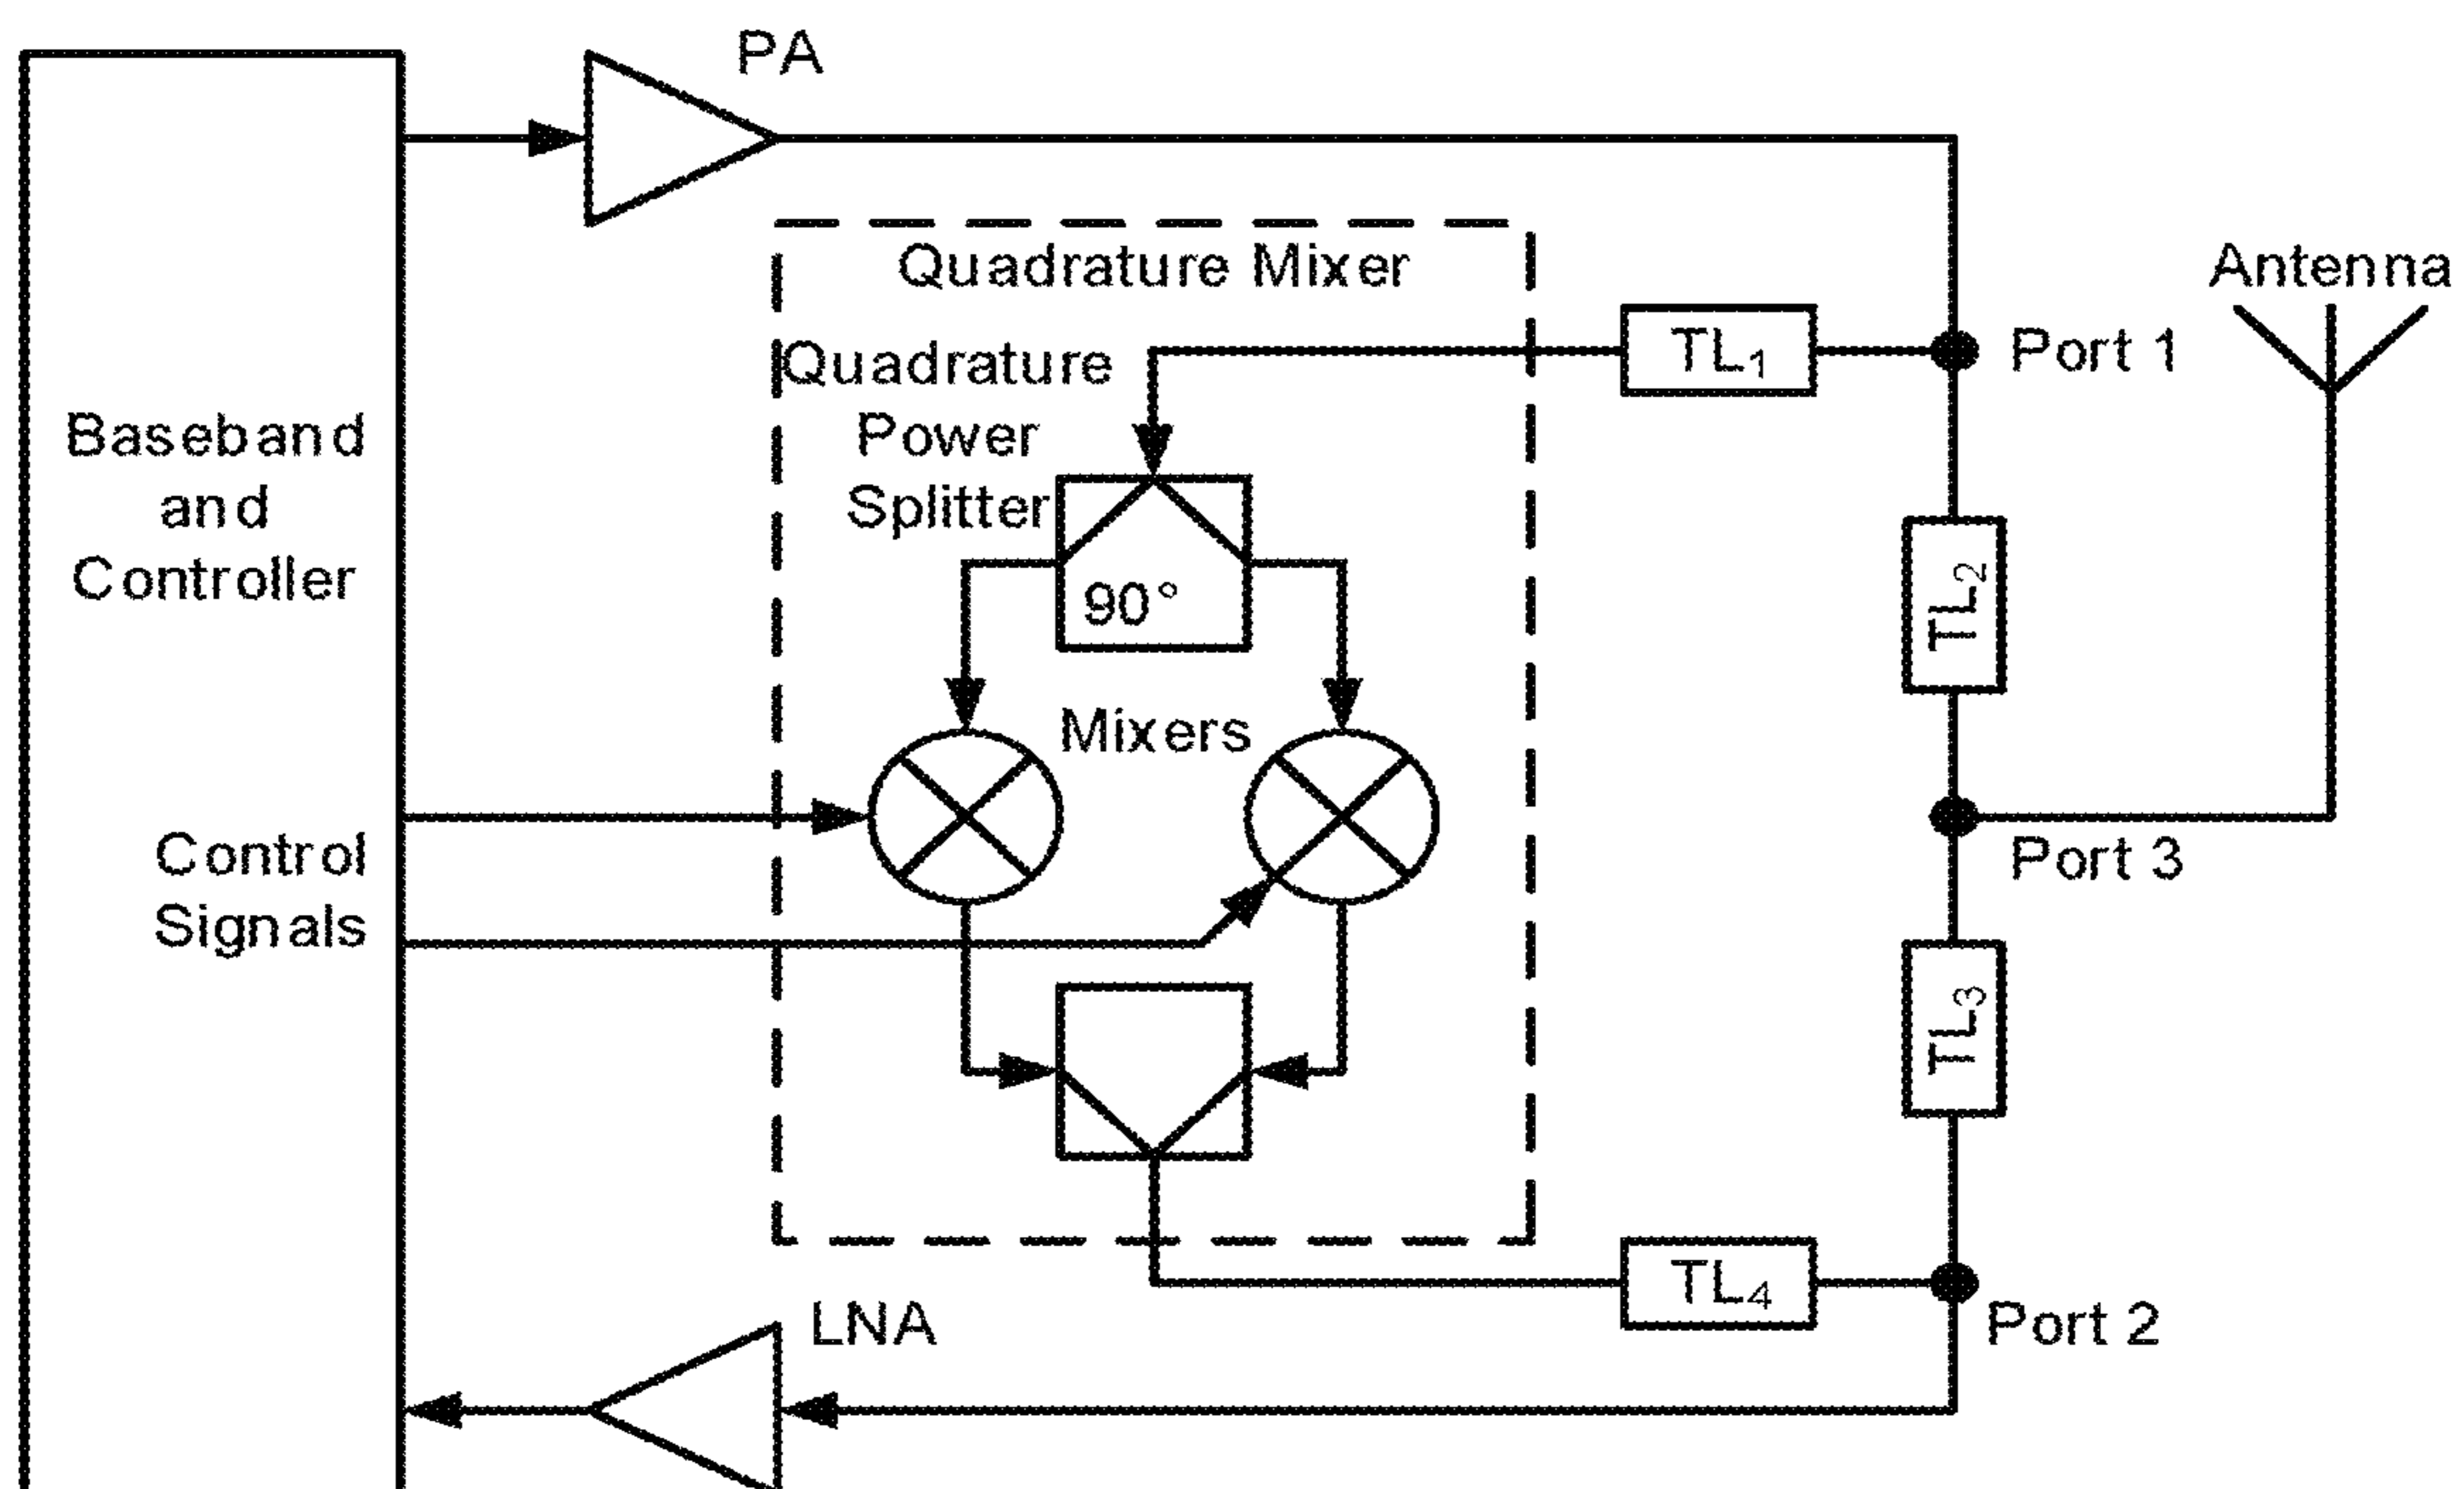 PA
Quadrature Mixer
Antenna
Quadrature
Power
Splitter
TL₁
Port 1
Baseband
and
Controller
90°
TL₂
Mixers
Control
Signals
Port 3
TL₃
TL₄
LNA
Port 2